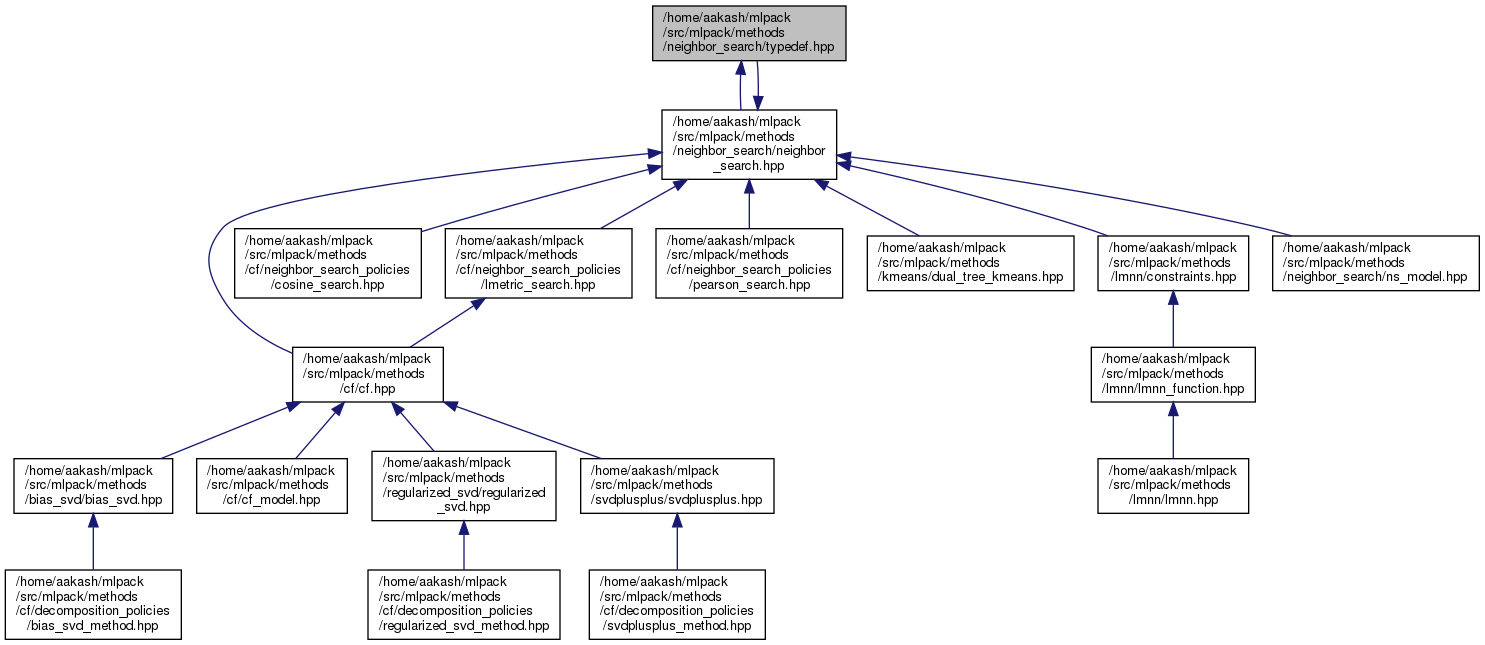 /home/aakash/mlpack
/src/mlpack/methods
/neighbor_search/typedef.hpp
/home/aakash/mlpack
/src/mlpack/methods
/neighbor_search/neighbor
_search.hpp
/home/aakash/mlpack
/src/mlpack/methods
/cf/neighbor_search_policies
/cosine_search.hpp
/home/aakash/mlpack
/src/mlpack/methods
/cf/neighbor_search_policies
/lmetric_search.hpp
/home/aakash/mlpack
/src/mlpack/methods
/cf/neighbor_search_policies
/pearson_search.hpp
/home/aakash/mlpack
/src/mlpack/methods
/kmeans/dual_tree_kmeans.hpp
/home/aakash/mlpack
/src/mlpack/methods
/lmnn/constraints.hpp
/home/aakash/mlpack
/src/mlpack/methods
/neighbor_search/ns_model.hpp
/home/aakash/mlpack
/src/mlpack/methods
/cf/cf.hpp
/home/aakash/mlpack
/src/mlpack/methods
/lmnn/lmnn_function.hpp
/home/aakash/mlpack
/src/mlpack/methods
/bias_svd/bias_svd.hpp
/home/aakash/mlpack
/src/mlpack/methods
/cf/cf_model.hpp
/home/aakash/mlpack
/src/mlpack/methods
/regularized_svd/regularized
_svd.hpp
/home/aakash/mlpack
/src/mlpack/methods
/svdplusplus/svdplusplus.hpp
/home/aakash/mlpack
/src/mlpack/methods
/lmnn/lmnn.hpp
/home/aakash/mlpack
/src/mlpack/methods
/cf/decomposition_policies
/bias_svd_method.hpp
/home/aakash/mlpack
/src/mlpack/methods
/cf/decomposition_policies
/regularized_svd_method.hpp
/home/aakash/mlpack
/src/mlpack/methods
/cf/decomposition_policies
/svdplusplus_method.hpp